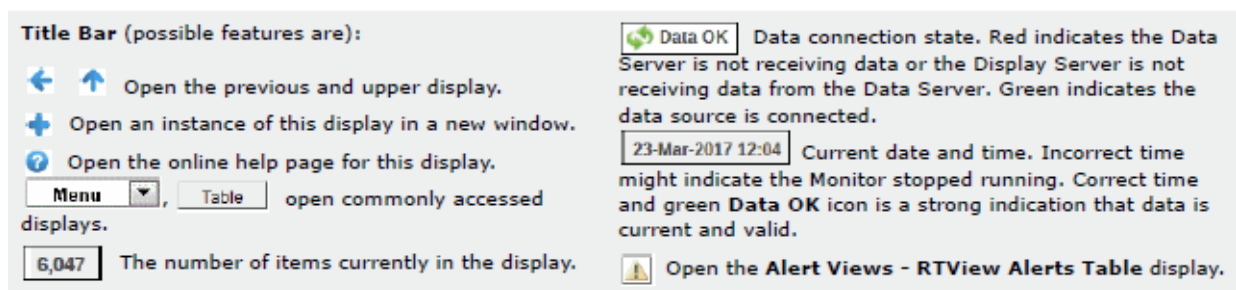 Title Bar (possible features are):
Open the previous and upper display.
Open an instance of this display in a new window.
? Open the online help page for this display.
Menu , Table open commonly accessed
displays.
6,047 The number of items currently in the display.
Data OK Data connection state. Red indicates the Data
Server is not receiving data or the Display Server is not
receiving data from the Data Server. Green indicates the
data source is connected.
23-Mar-2017 12:04 Current date and time. Incorrect time
might indicate the Monitor stopped running. Correct time
and green Data OK icon is a strong indication that data is
current and valid.
Open the Alert Views - RTView Alerts Table display.